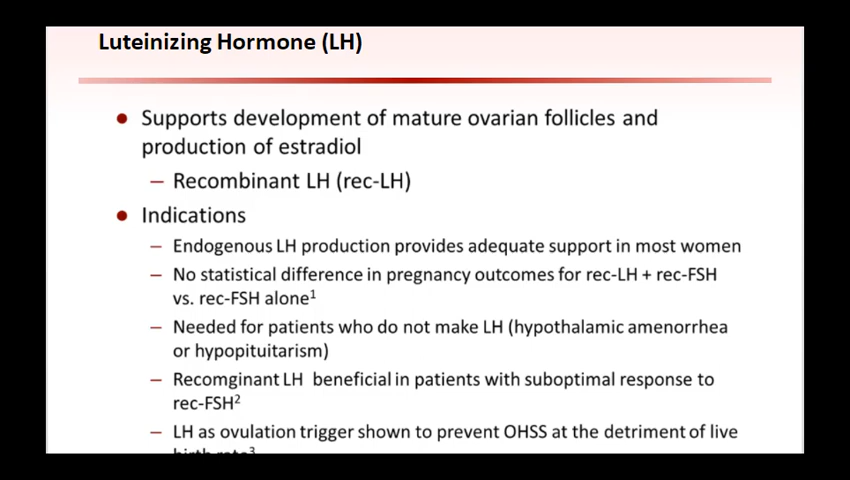 Luteinizing Hormone (LH)
● Supports development of mature ovarian follicles and
production of estradiol
– Recombinant LH (rec-LH)
● Indications
– Endogenous LH production provides adequate support in most women
– No statistical difference in pregnancy outcomes for rec-LH + rec-FSH
vs. rec-FSH alone¹
– Needed for patients who do not make LH (hypothalamic amenorrhea
or hypopituitarism)
– Recomginant LH beneficial in patients with suboptimal response to
rec-FSH²
– LH as ovulation trigger shown to prevent OHSS at the detriment of live
birth rate³